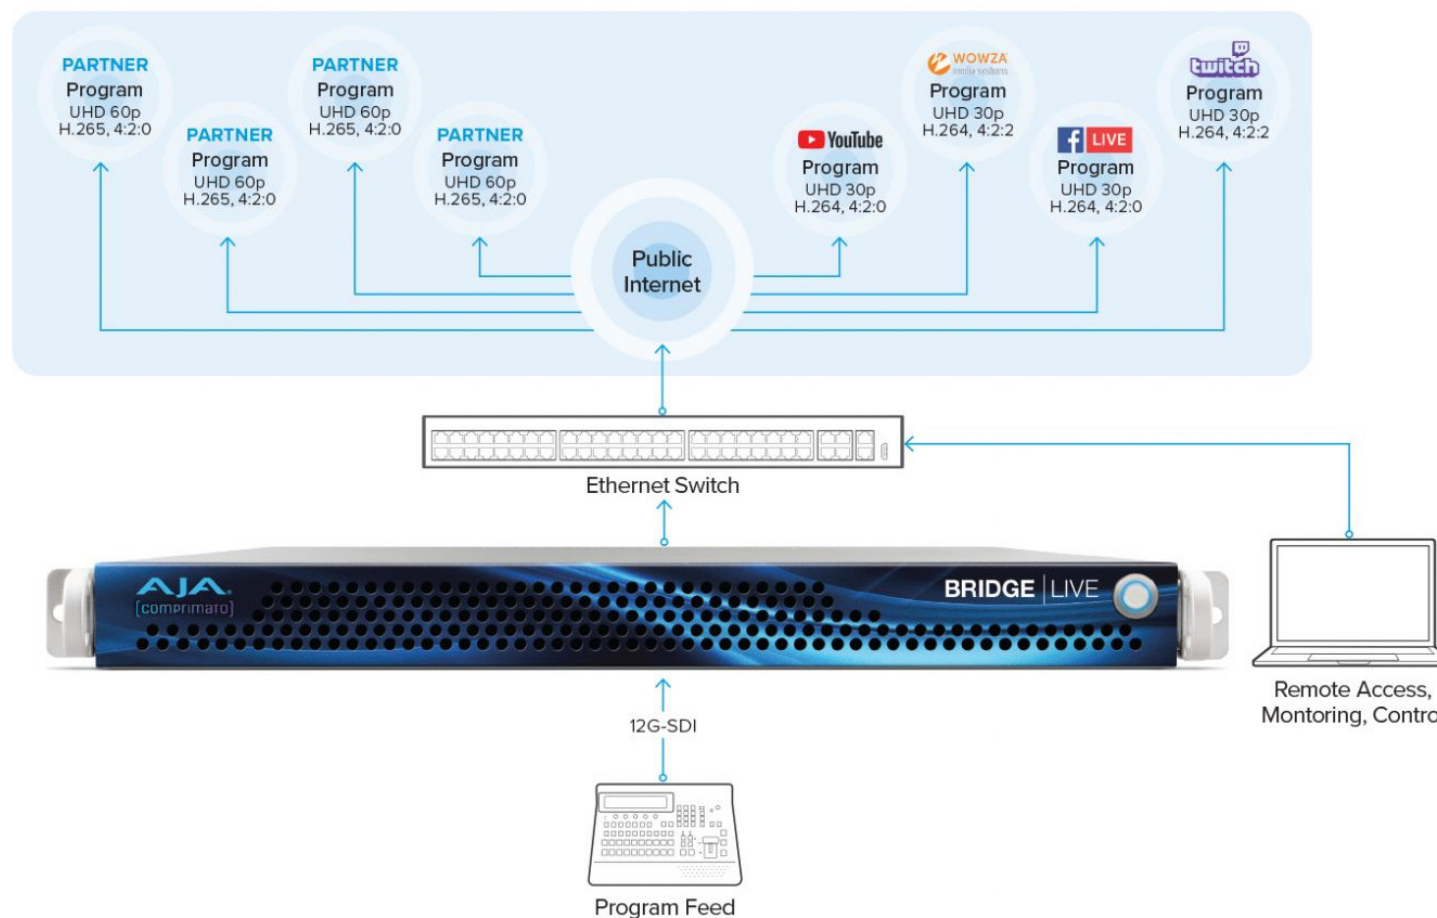 PARTNER
Program
UHD 60p
H.265, 4:2:0
PARTNER
Program
UHD 60p
H.265, 4:2:0
PARTNER
Program
UHD 60p
H.265, 4:2:0
PARTNER
Program
UHD 60p
H.265, 4:2:0
YouTube
Program
UHD 30p
H.264, 4:2:0
WOWZA
media systems
Program
UHD 30p
H.264, 4:2:2
f LIVE
Program
UHD 30p
H.264, 4:2:0
twitch
Program
UHD 30p
H.264, 4:2:2
Public
Internet
Ethernet Switch
AJA
[comprimato]
BRIDGE | LIVE
Remote Access,
Montoring, Contro
12G-SDI
Program Feed